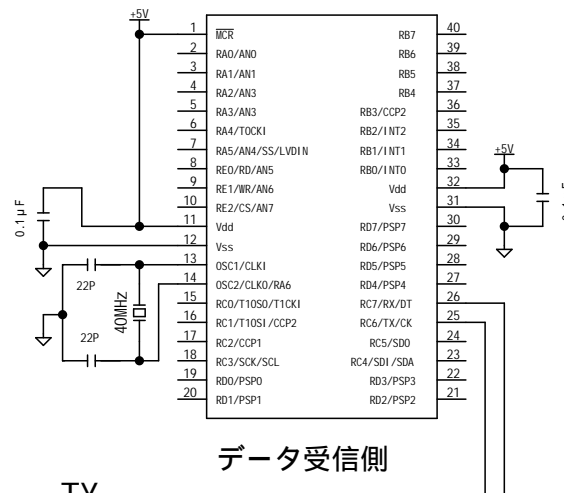 +5V
1 MCR RB7 40
2 RA0/AN0 RB6 39
3 RA1/AN1 RB5 38
4 RA2/AN3 RB4 37
5 RA3/AN3 RB3/CCP2 36
6 RA4/TOCKI RB2/INT2 35
7 RA5/AN4/SS/LVDIN RB1/INT1 34
8 RE0/RD/AN5 RB0/INT0 33
+5V
9 RE1/WR/AN6 Vdd 32
10 RE2/CS/AN7 Vss 31
0.1μF
11 Vdd RD7/PSP7 30
12 Vss RD6/PSP6 29
13 OSC1/CLKI RD5/PSP5 28
22P
14 OSC2/CLKO/RA6 RD4/PSP4 27
40MHz
15 RC0/T1OSO/T1CKI RC7/RX/DT 26
22P
16 RC1/T1OSI/CCP2 RC6/TX/CK 25
17 RC2/CCP1 RC5/SDO 24
18 RC3/SCK/SCL RC4/SDI/SDA 23
19 RD0/PSP0 RD3/PSP3 22
20 RD1/PSP1 RD2/PSP2 21
データ受信側
TX